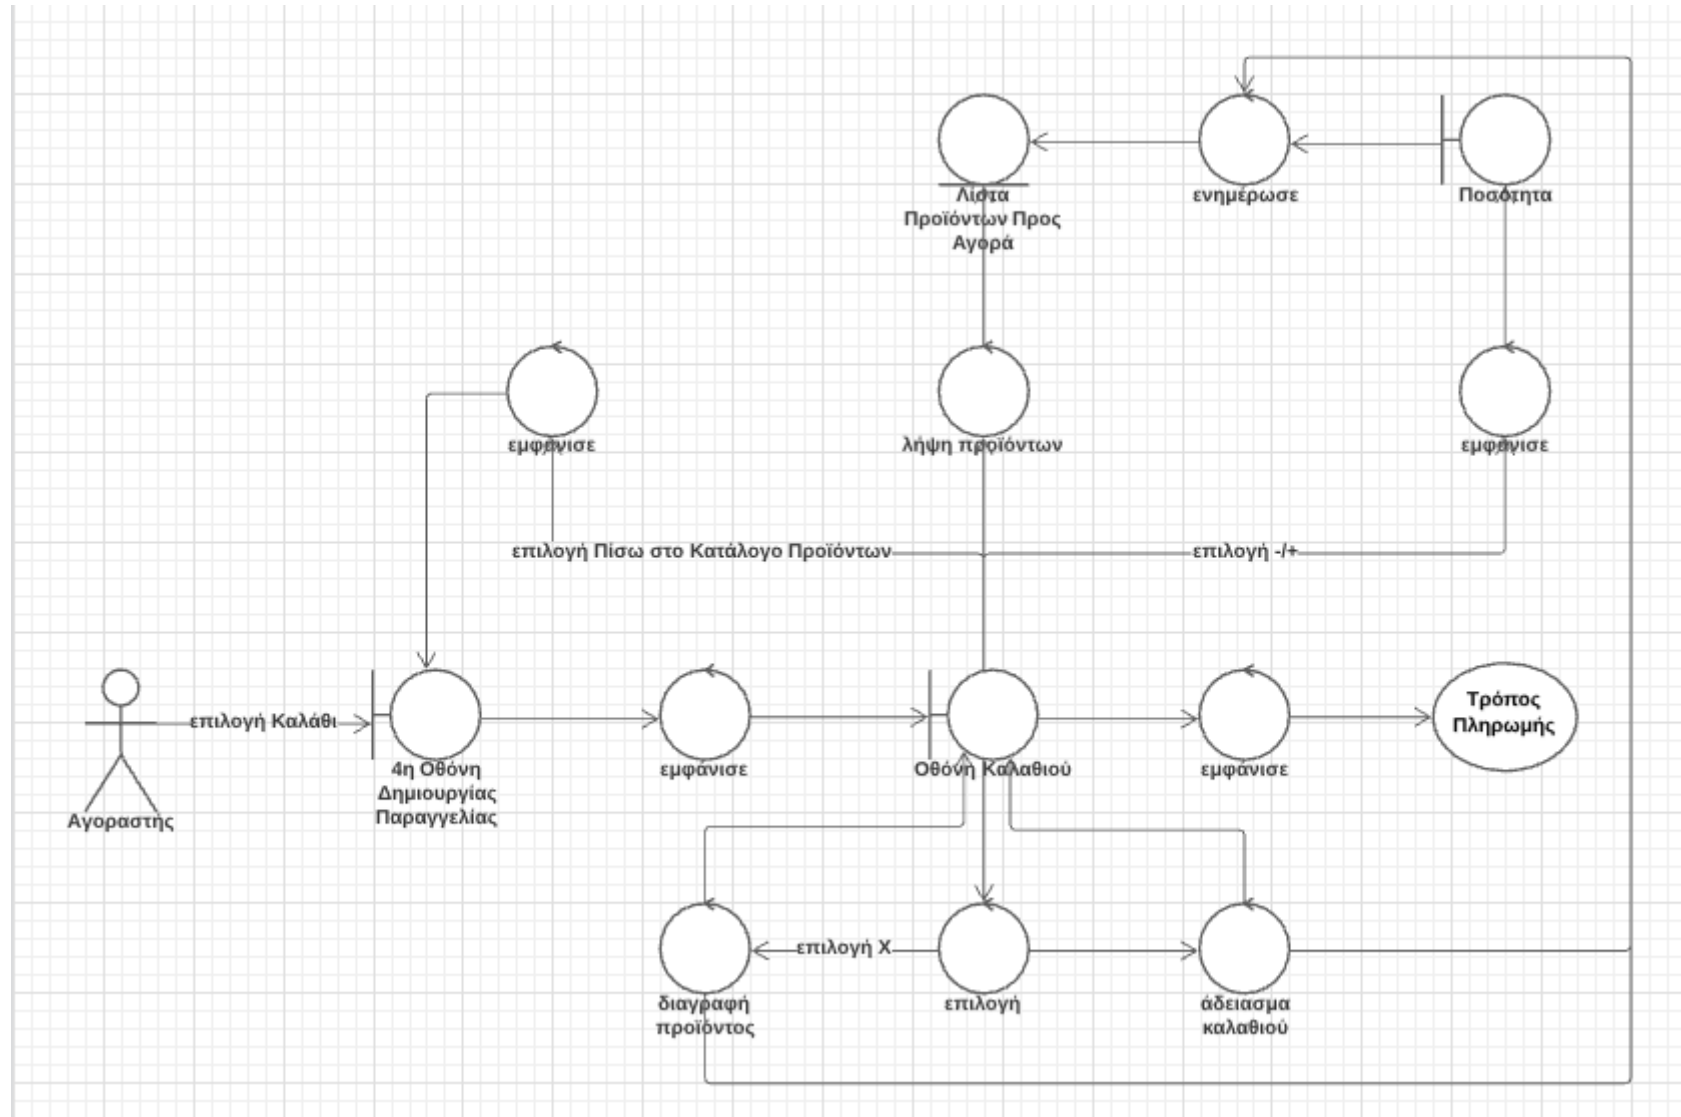 Λίστα
Προϊόντων Προς
Αγορά
ενημέρωσε
Ποσότητα
εμφάνισε
λήψη προϊόντων
εμφάνισε
επιλογή Πίσω στο Κατάλογο Προϊόντων
επιλογή -/+
Αγοραστής
επιλογή Καλάθι
4η Οθόνη
Δημιουργίας
Παραγγελίας
εμφάνισε
Οθόνη Καλαθιού
εμφάνισε
Τρόπος
Πληρωμής
διαγραφή
προϊόντος
επιλογή Χ
επιλογή
άδειασμα
καλαθιού